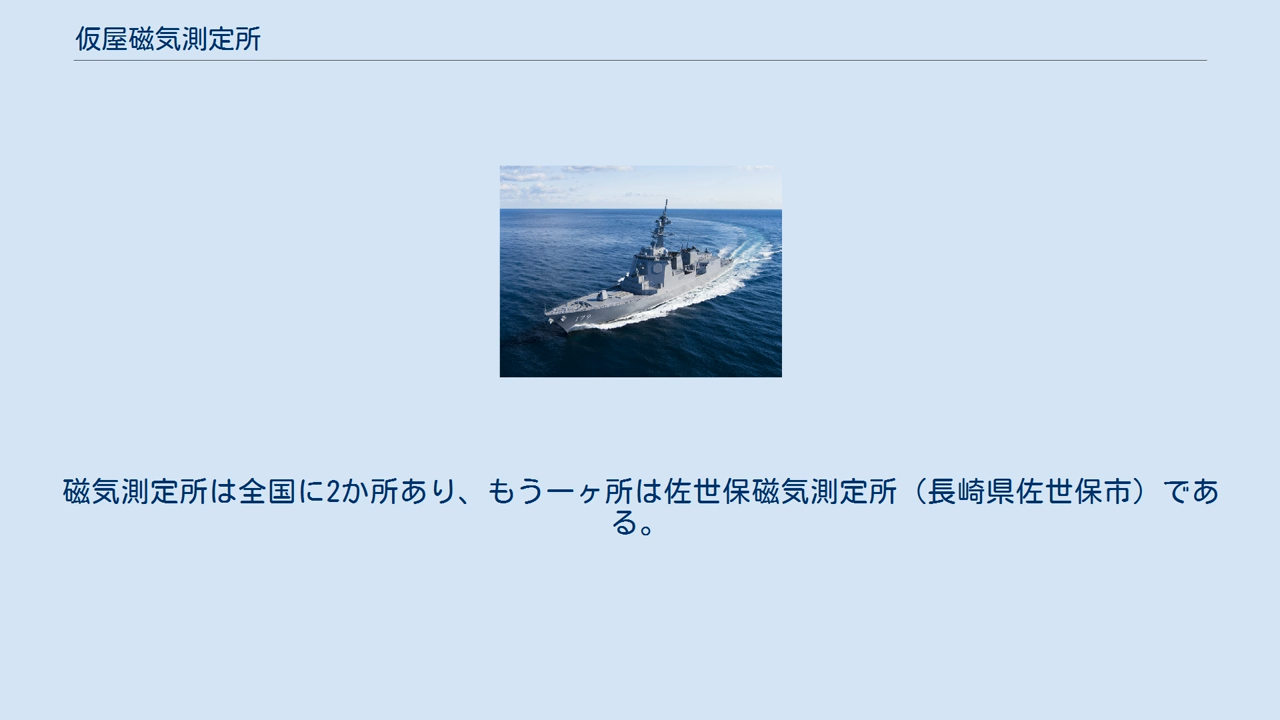 仮屋磁気測定所
179
磁気測定所は全国に2か所あり、もう一ヶ所は佐世保磁気測定所（長崎県佐世保市）であ
る。